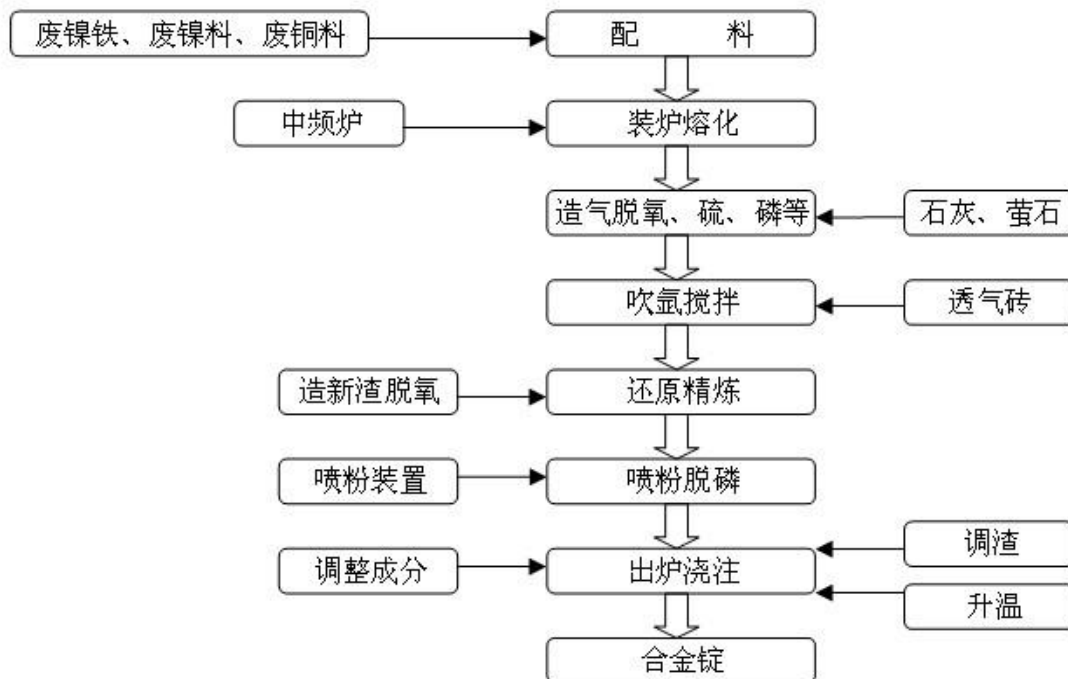 废镍铁、废镍料、废铜料
配 料
中频炉
装炉熔化
造气脱氧、硫、磷等
石灰、萤石
吹氩搅拌
透气砖
造新渣脱氧
还原精炼
喷粉装置
喷粉脱磷
调渣
调整成分
出炉浇注
升温
合金锭